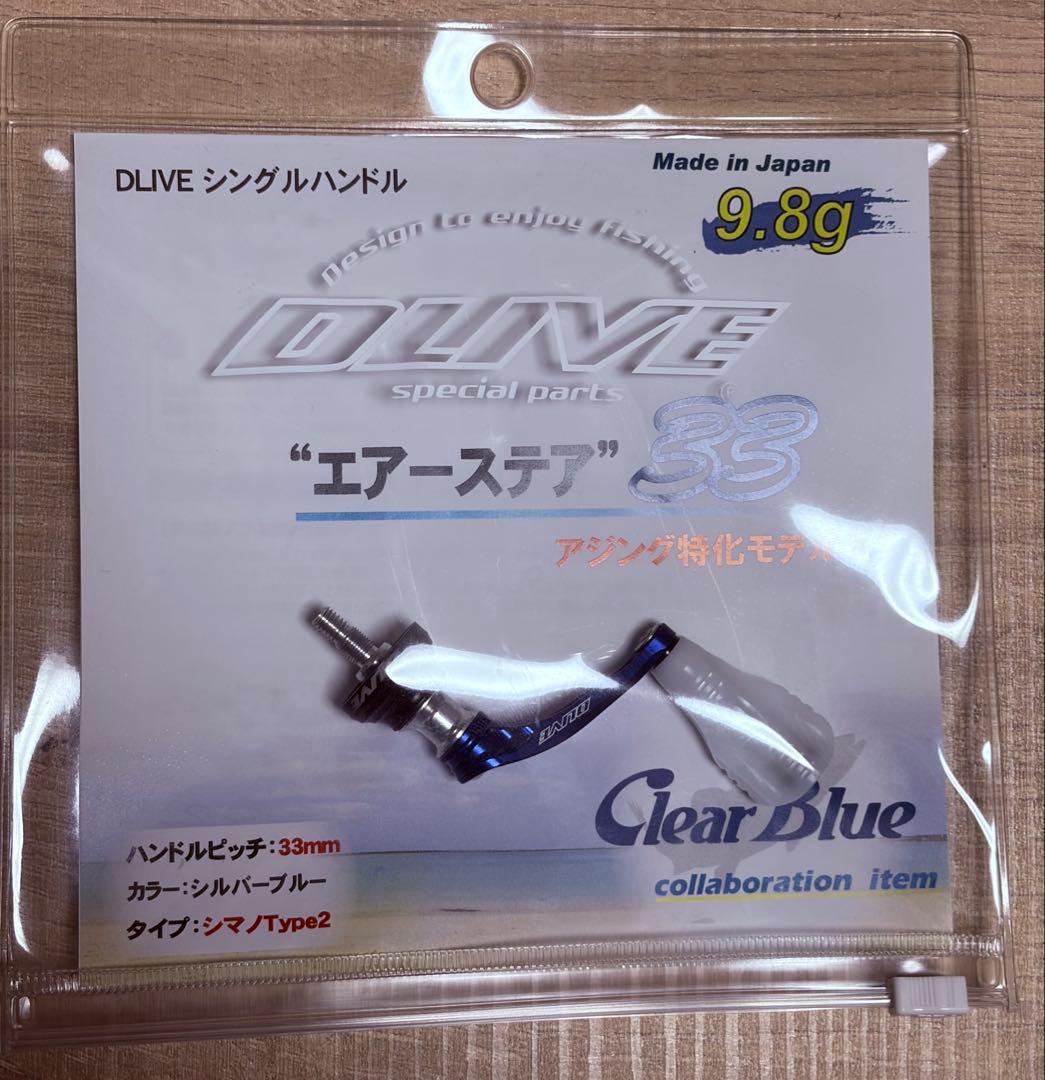 DLIVE シングルハンドル
Made in Japan
9.8g
Design to enjoy fishing
DLIVE
special parts
®
“エアーステア” 33
アジング特化モデル
DLIVE
Clear Blue
collaboration item
ハンドルピッチ:33mm
カラー:シルバーブルー
タイプ:シマノType2